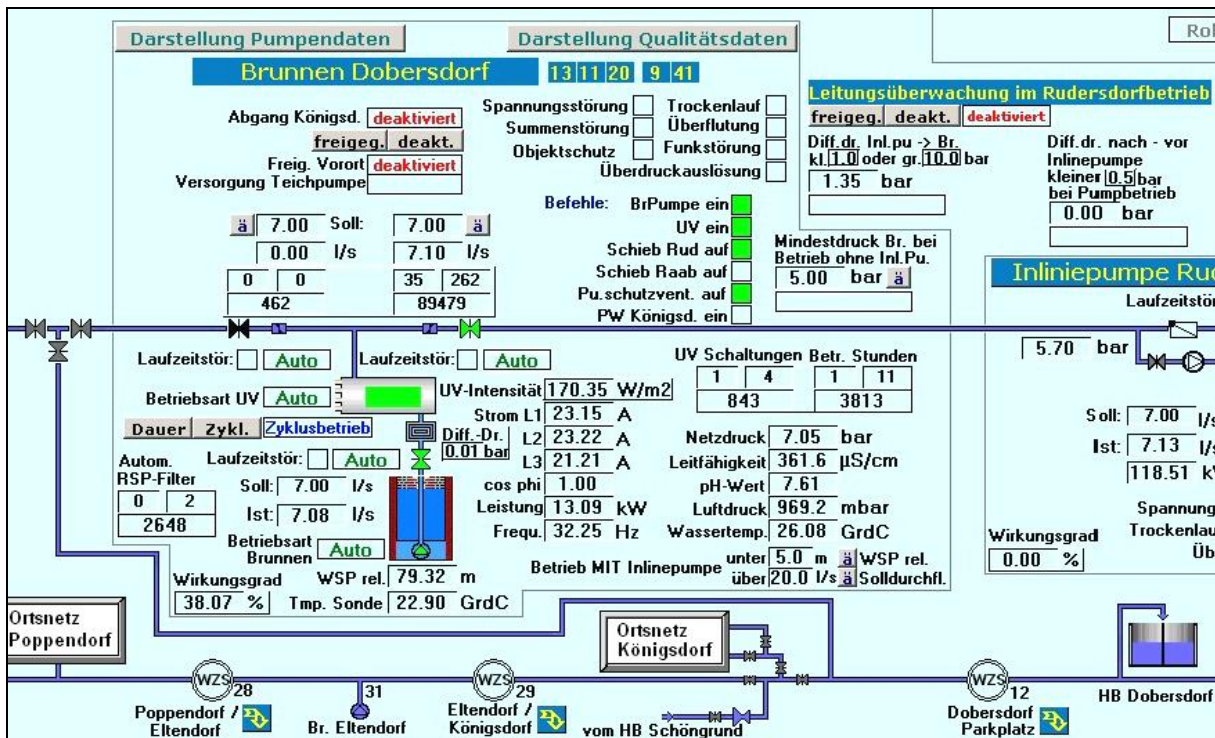 Darstellung Pumpendaten
Darstellung Qualitätsdaten
Brunnen Dobersdorf
13 11 20 9 41
Abgang Königsd. deaktiviert
freigeg. deakt.
Freig. Vorort deaktiviert
Versorgung Teichpumpe
Spannungsstörung
Trockenlauf
Summenstörung
Überflutung
Objektschutz
Funkstörung
Überdruckauslösung
Leitungsüberwachung im Rudersdorfbetrieb
freigeg. deakt. deaktiviert
Diff.dr. Inl.pu -> Br.
kl. 1.0 oder gr. 10.0 bar
1.35 bar
Diff.dr. nach - vor
Inlinepumpe
kleiner 0.5 bar
bei Pumpbetrieb
0.00 bar
ä 7.00 Soll: 7.00 ä
0.00 l/s 7.10 l/s
0 0 35 262
462 89479
Befehle: BrPumpe ein
UV ein
Schieb Rud auf
Schieb Raab auf
Pu.schutzvent. auf
PW Königsd. ein
Mindestdruck Br. bei
Betrieb ohne Inl.Pu.
5.00 bar ä
Iniliniepumpe Ru
Laufzeitstör
5.70 bar
Laufzeitstör: Auto
Laufzeitstör: Auto
Betriebsart UV Auto
Dauer Zykl. Zyklusbetrieb
Laufzeitstör: Auto
Autom.
RSP-Filter
0 2
2648
Soll: 7.00 l/s
Ist: 7.08 l/s
Betriebsart
Brunnen Auto
Wirkungsgrad
38.07 %
WSP rel. 79.32 m
Tmp. Sonde 22.90 GrdC
Diff.-Dr.
0.01 bar
UV-Intensität 170.35 W/m2
Strom L1 23.15 A
L2 23.22 A
L3 21.21 A
cos phi 1.00
Leistung 13.09 kW
Frequ. 32.25 Hz
UV Schaltungen Betr. Stunden
1 4 1 11
843 3813
Netzdruck 7.05 bar
Leitfähigkeit 361.6 µS/cm
pH-Wert 7.61
Luftdruck 969.2 mbar
Wassertemp. 26.08 GrdC
Betrieb MIT Inlinepumpe
unter 5.0 m ä WSP rel.
über 20.0 l/s ä Solldurchfl.
Soll: 7.00 l/s
Ist: 7.13 l/s
118.51
Spannung
Trockenlau
Wirkungsgrad
0.00 %
Ortsnetz
Poppendorf
Ortsnetz
Königsdorf
WZS 28
31
WZS 29
WZS 12
HB Dobersdorf
Poppendorf /
Eltendorf
Br. Eltendorf
Eltendorf /
Königsdorf
vom HB Schöngrund
Dobersdorf
Parkplatz